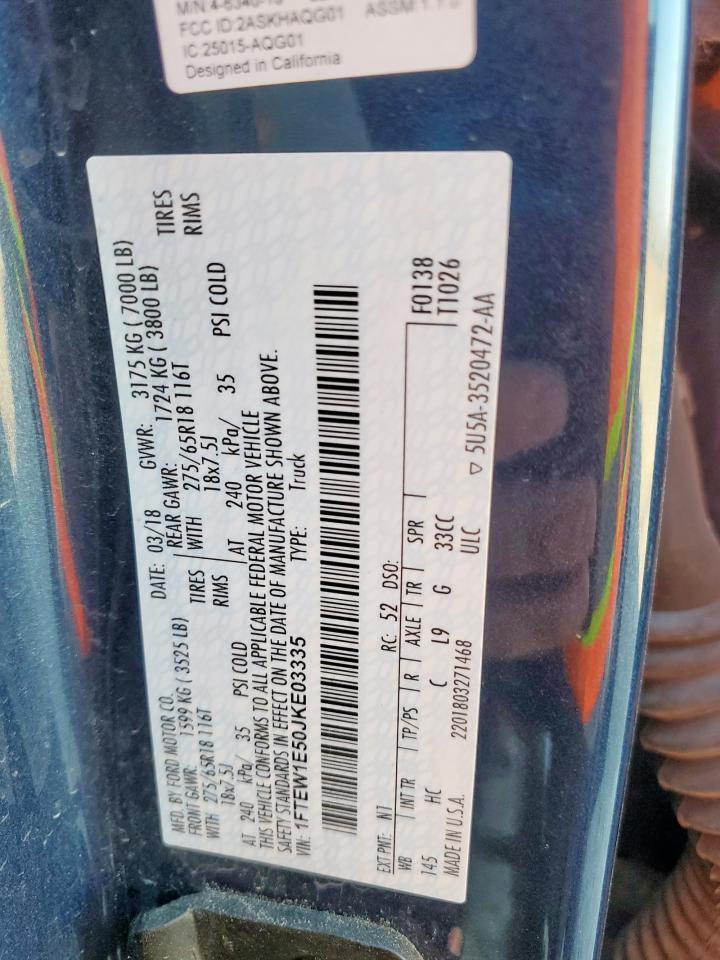 FCC ID:2ASKHAQG01
IC:25015-AQG01
Designed in California
MFD. BY FORD MOTOR CO.
DATE: 03/18 GVWR: 3175 KG ( 7000 LB)
FRONT GAWR: 1599 KG ( 3525 LB) REAR GAWR: 1724 KG ( 3800 LB)
WITH 275/65R18 116T TIRES WITH 275/65R18 116T TIRES
18x7.5J RIMS 18x7.5J RIMS
AT 240 kPa/ 35 PSI COLD AT 240 kPa/ 35 PSI COLD
THIS VEHICLE CONFORMS TO ALL APPLICABLE FEDERAL MOTOR VEHICLE
SAFETY STANDARDS IN EFFECT ON THE DATE OF MANUFACTURE SHOWN ABOVE.
VIN: 1FTEW1E50JKE03335 TYPE: Truck
EXT PNT: N1 RC: 52 DSO: F0138
WB INT TR TP/PS R AXLE TR SPR T1026
145 HC C L9 G 33CC
MADE IN U.S.A. 2201803271468 ULC ▽ 5U5A-3520472-AA